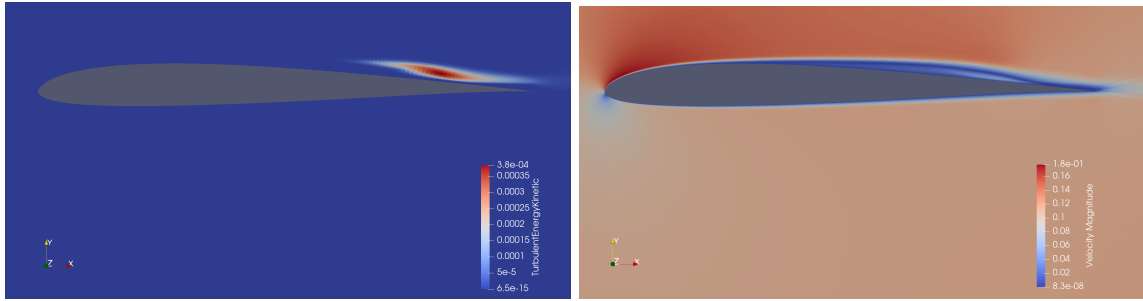 3.8e-04
0.00035
0.0003
0.00025
0.0002
0.00015
0.0001
5e-5
6.5e-15
TurbulentEnergyKinetic
Y
Z
X
1.8e-01
0.16
0.14
0.12
0.1
0.08
0.06
0.04
0.02
8.3e-08
Velocity Magnitude
Y
Z
X